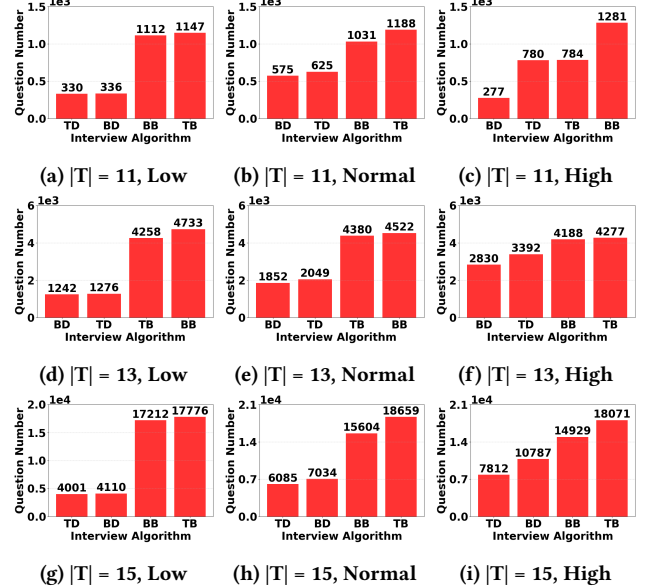 1e3
1.5
1.0
0.5
0.0
Question Number
330 336 1112 1147
TD BD BB TB
Interview Algorithm
(a) |T| = 11, Low
1.5
1.0
0.5
0.0
Question Number
575 625 1031 1188
BD TD BB TB
Interview Algorithm
(b) |T| = 11, Normal
1e3
1.5
1.0
0.5
0.0
Question Number
277 780 784 1281
BD TD TB BB
Interview Algorithm
(c) |T| = 11, High
1e3
6
4
2
0
Question Number
1242 1276 4258 4733
BD TD TB BB
Interview Algorithm
(d) |T| = 13, Low
1e3
6
4
2
0
Question Number
1852 2049 4380 4522
BD TD TB BB
Interview Algorithm
(e) |T| = 13, Normal
1e3
6
4
2
0
Question Number
2830 3392 4188 4277
BD TD BB TB
Interview Algorithm
(f) |T| = 13, High
1e4
2.0
1.5
1.0
0.5
0.0
Question Number
4001 4110 17212 17776
TD BD BB TB
Interview Algorithm
(g) |T| = 15, Low
1e4
2.1
1.4
0.7
0.0
Question Number
6085 7034 15604 18659
BD TD BB TB
Interview Algorithm
(h) |T| = 15, Normal
1e4
2.1
1.4
0.7
0.0
Question Number
7812 10787 14929 18071
TD BD BB TB
Interview Algorithm
(i) |T| = 15, High